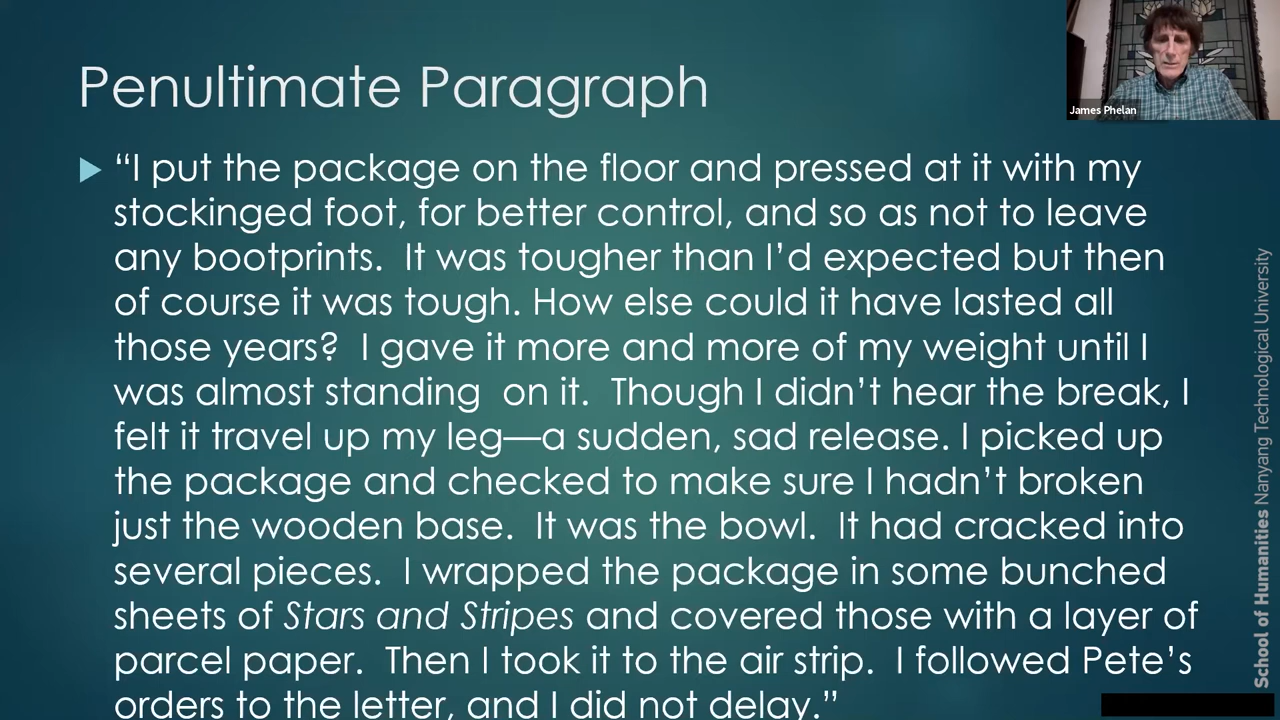 Penultimate Paragraph
James Phelan
“I put the package on the floor and pressed at it with my
stockinged foot, for better control, and so as not to leave
any bootprints.  It was tougher than I’d expected but then
of course it was tough. How else could it have lasted all
those years?  I gave it more and more of my weight until I
was almost standing  on it.  Though I didn’t hear the break, I
felt it travel up my leg—a sudden, sad release. I picked up
the package and checked to make sure I hadn’t broken
just the wooden base.  It was the bowl.  It had cracked into
several pieces.  I wrapped the package in some bunched
sheets of Stars and Stripes and covered those with a layer of
parcel paper.  Then I took it to the air strip.  I followed Pete’s
orders to the letter, and I did not delay.”
School of Humanities Nanyang Technological University